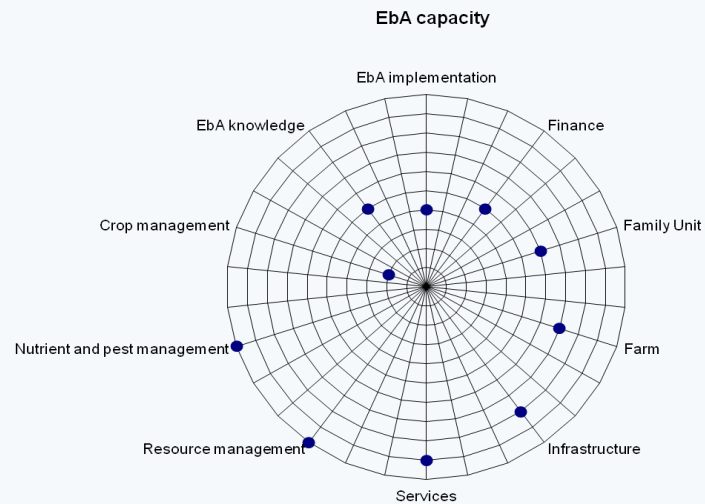 EbA capacity
EbA implementation
EbA knowledge
Finance
Crop management
Family Unit
Nutrient and pest management
Farm
Resource management
Infrastructure
Services